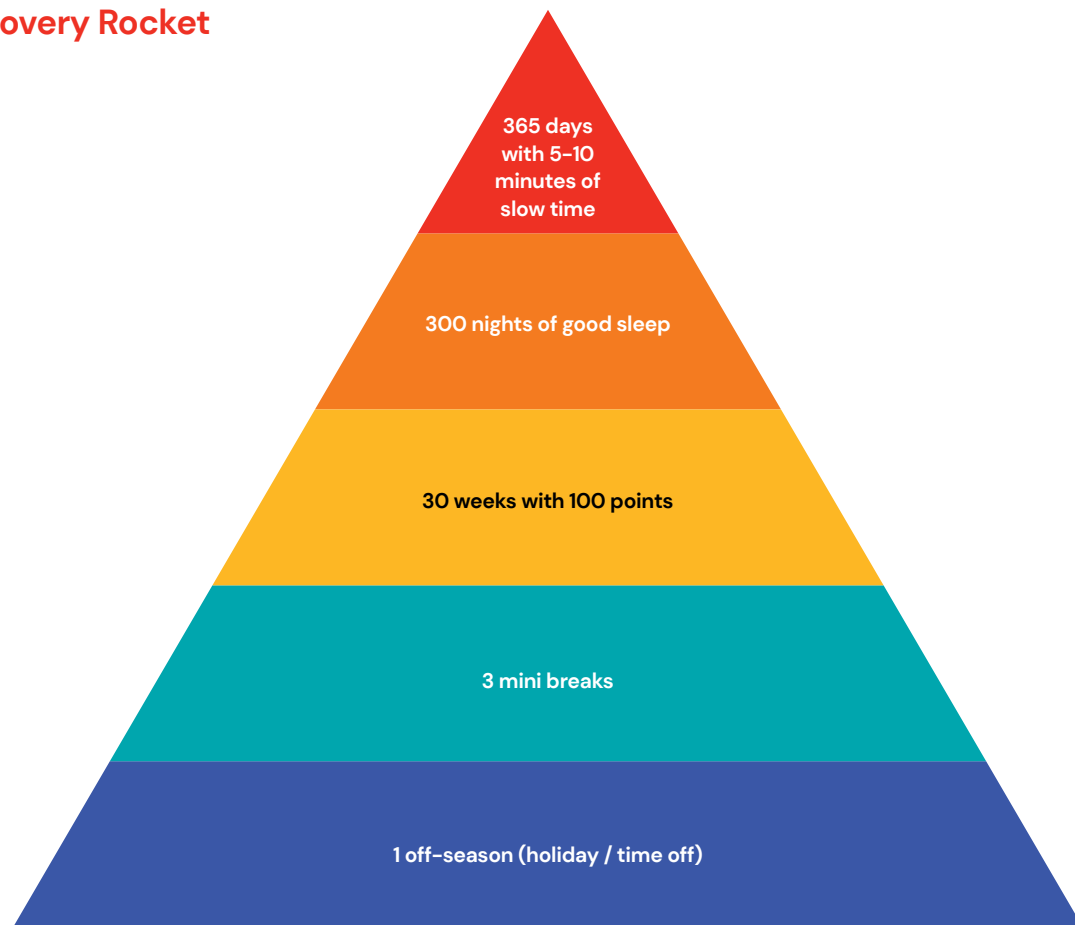 overy Rocket
365 days
with 5-10
minutes of
slow time
300 nights of good sleep
30 weeks with 100 points
3 mini breaks
1 off-season (holiday / time off)